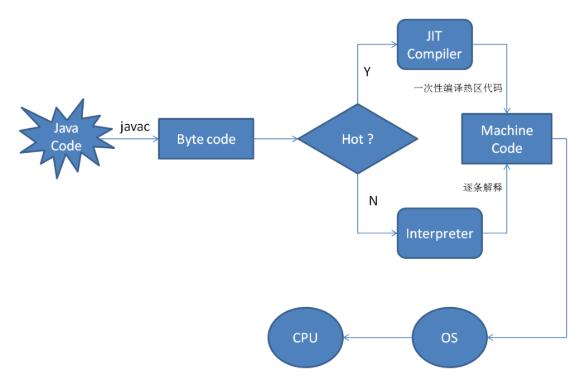 JIT
Compiler
Y
一次性编译热区代码
Java
Code
javac
Byte code
Hot ?
Machine
Code
N
逐条解释
Interpreter
CPU
OS